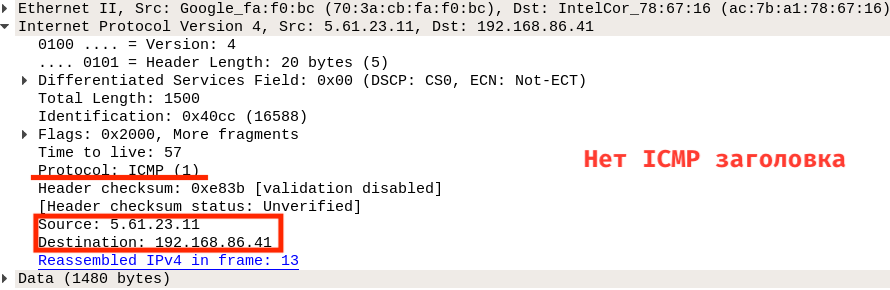 Ethernet II, Src: Google_fa:f0:bc (70:3a:cb:fa:f0:bc), Dst: IntelCor_78:67:16 (ac:7b:a1:78:67:16)
Internet Protocol Version 4, Src: 5.61.23.11, Dst: 192.168.86.41
0100 .... = Version: 4
.... 0101 = Header Length: 20 bytes (5)
Differentiated Services Field: 0x00 (DSCP: CS0, ECN: Not-ECT)
Total Length: 1500
Identification: 0x40cc (16588)
Flags: 0x2000, More fragments
Time to live: 57
Нет ICMP заголовка
Protocol: ICMP (1)
Header checksum: 0xe83b [validation disabled]
[Header checksum status: Unverified]
Source: 5.61.23.11
Destination: 192.168.86.41
Reassembled IPv4 in frame: 13
Data (1480 bytes)